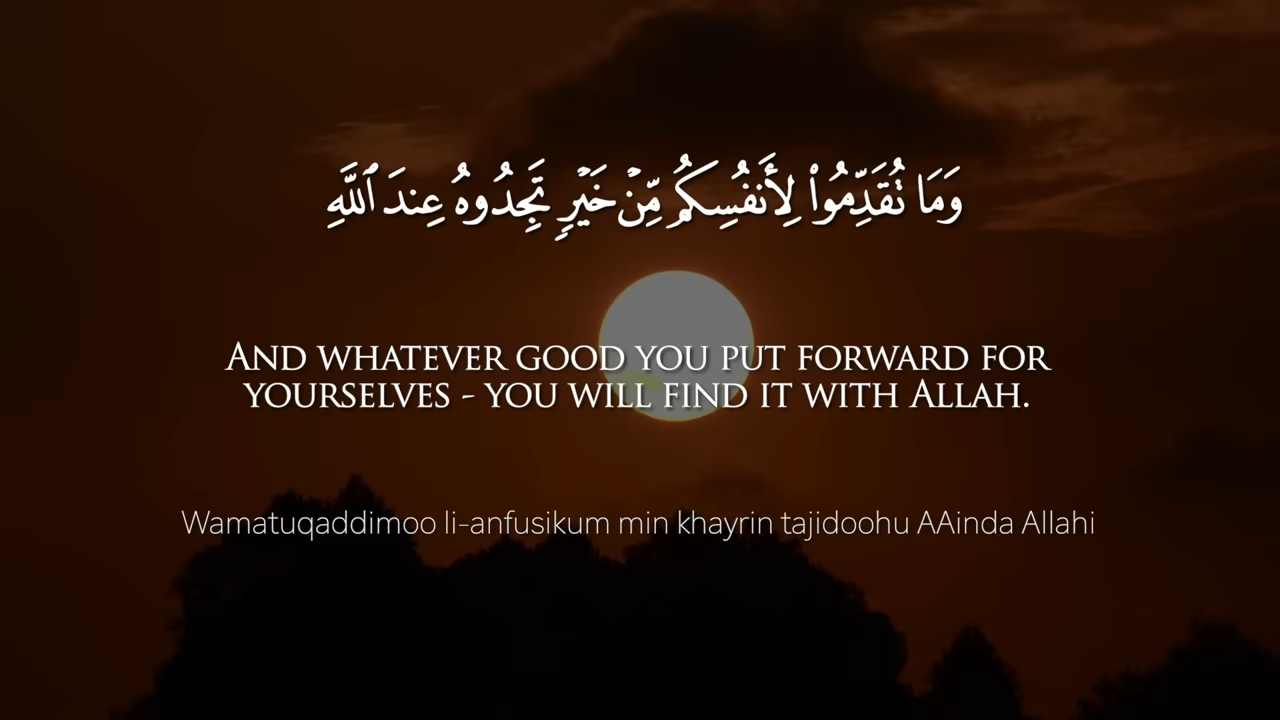 وَمَا تُقَدِّمُوا۟ لِأَنفُسِكُم مِّنْ خَيْرٍ تَجِدُوهُ عِندَ ٱللَّهِ
And whatever good you put forward for
yourselves - you will find it with Allah.
Wamatuqaddimoo li-anfusikum min khayrin tajidoohu AAinda Allahi